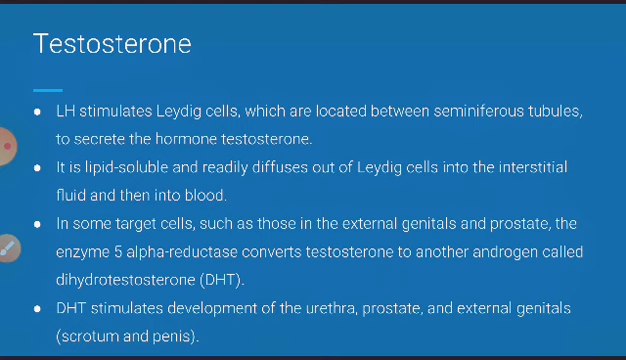 Testosterone
● LH stimulates Leydig cells, which are located between seminiferous tubules,
to secrete the hormone testosterone.
● It is lipid-soluble and readily diffuses out of Leydig cells into the interstitial
fluid and then into blood.
● In some target cells, such as those in the external genitals and prostate, the
enzyme 5 alpha-reductase converts testosterone to another androgen called
dihydrotestosterone (DHT).
● DHT stimulates development of the urethra, prostate, and external genitals
(scrotum and penis).